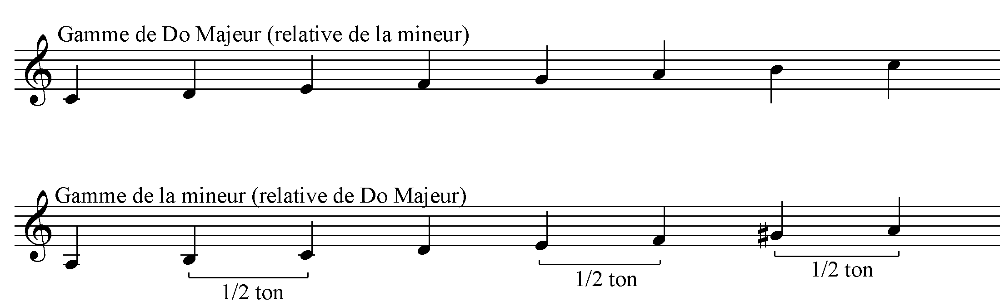 Gamme de Do Majeur (relative de la mineur)
Gamme de la mineur (relative de Do Majeur)
1/2 ton
1/2 ton
1/2 ton